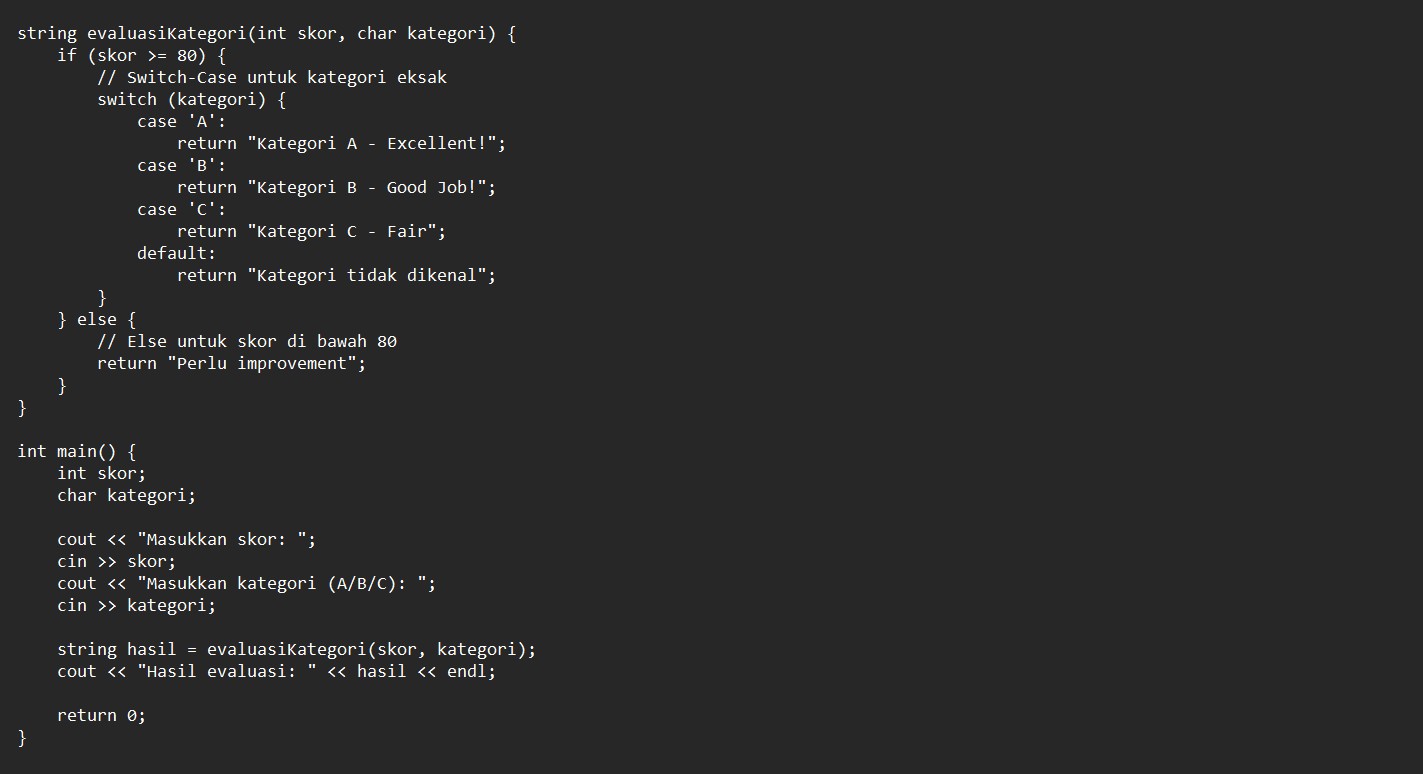 string evaluasiKategori(int skor, char kategori) {
    if (skor >= 80) {
        // Switch-Case untuk kategori eksak
        switch (kategori) {
            case 'A':
                return "Kategori A - Excellent!";
            case 'B':
                return "Kategori B - Good Job!";
            case 'C':
                return "Kategori C - Fair";
            default:
                return "Kategori tidak dikenal";
        }
    } else {
        // Else untuk skor di bawah 80
        return "Perlu improvement";
    }
}

int main() {
    int skor;
    char kategori;

    cout << "Masukkan skor: ";
    cin >> skor;
    cout << "Masukkan kategori (A/B/C): ";
    cin >> kategori;

    string hasil = evaluasiKategori(skor, kategori);
    cout << "Hasil evaluasi: " << hasil << endl;

    return 0;
}